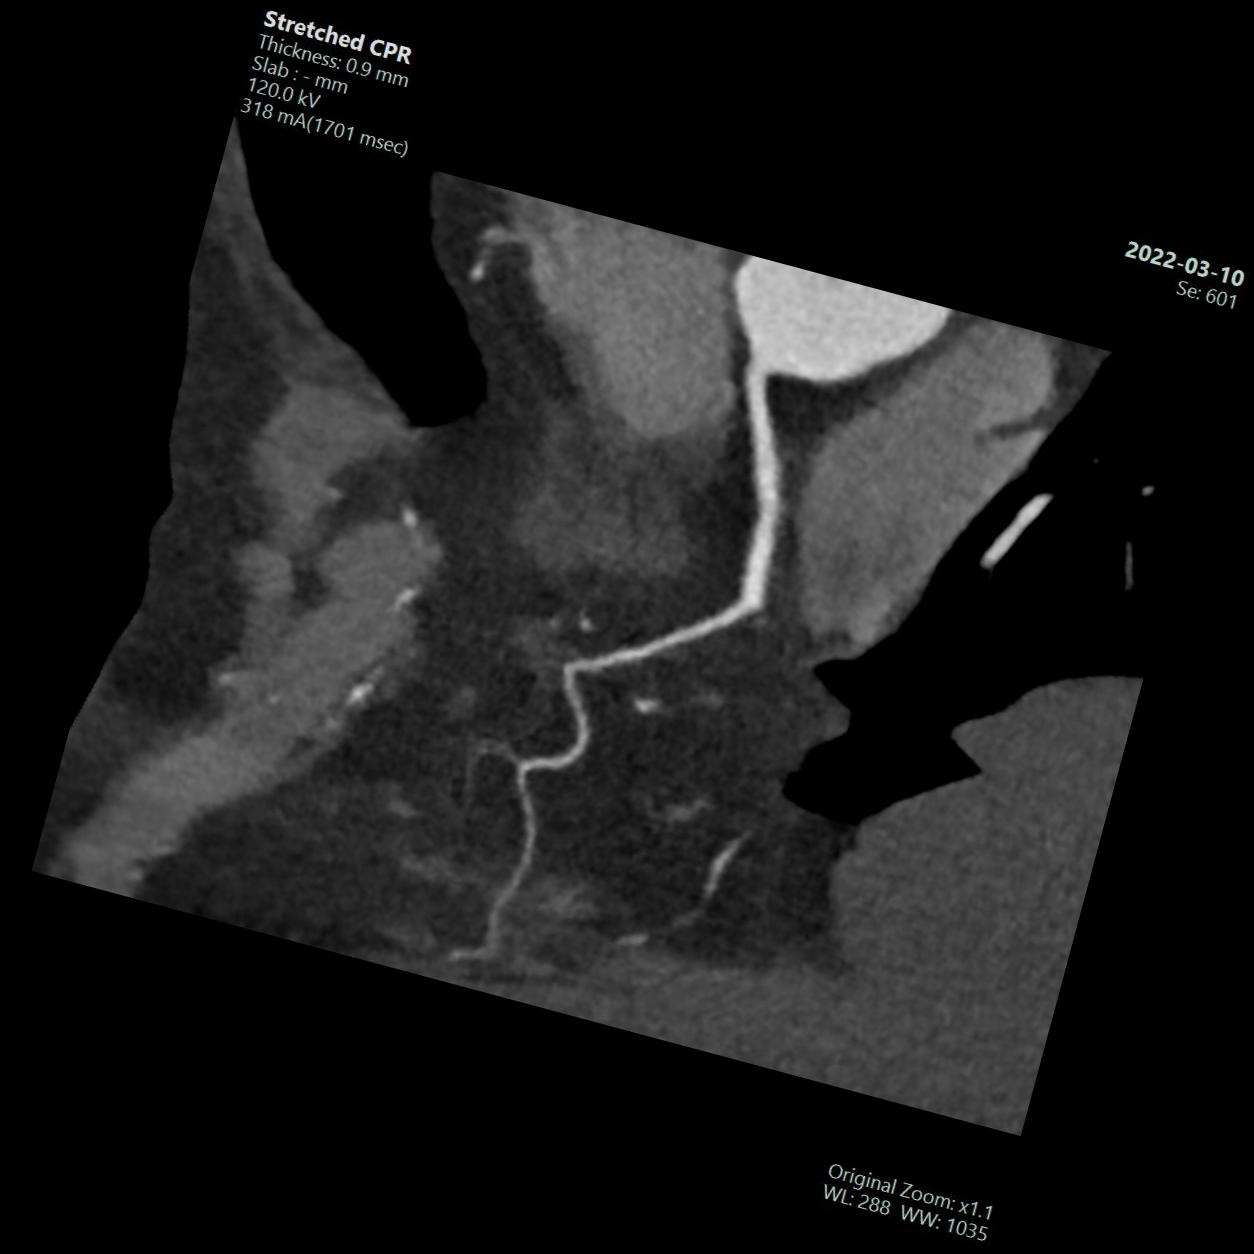 Stretched CPR
Thickness: 0.9 mm
Slab : - mm
120.0 kV
318 mA(1701 msec)
2022-03-10
Se: 601
Original Zoom: x1.1
WL: 288 WW: 1035